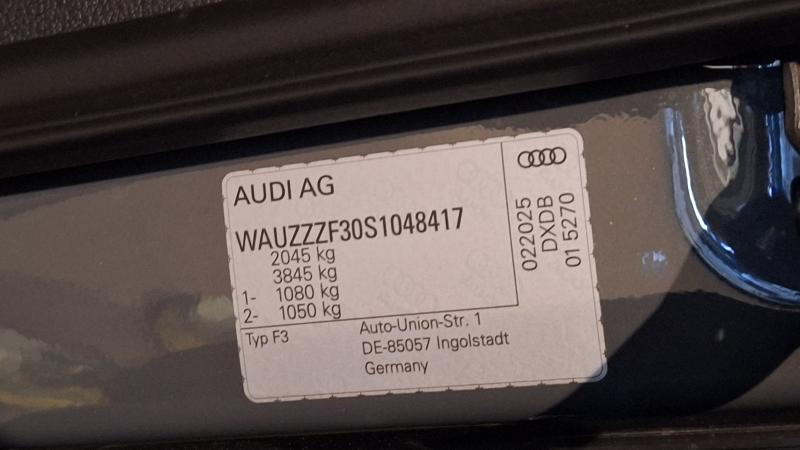 AUDI AG
WAUZZZF30S1048417
2045 kg
3845 kg
1- 1080 kg
2- 1050 kg
Typ F3
Auto-Union-Str. 1
DE-85057 Ingolstadt
Germany
022025
DXDB
01 5270